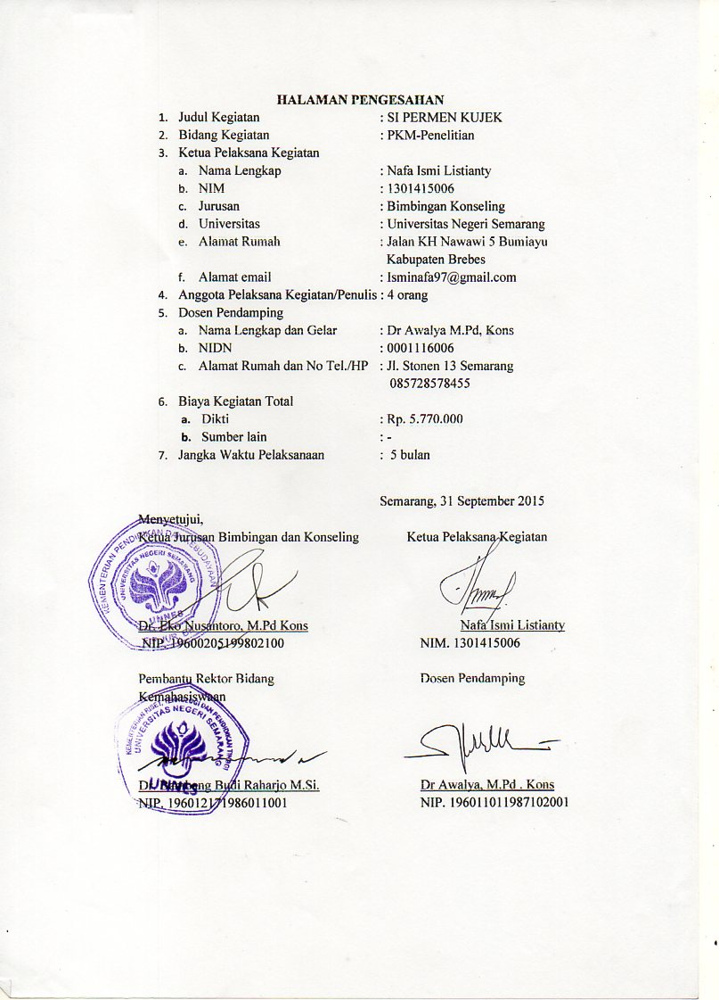 HALAMAN PENGESAHAN
1. Judul Kegiatan : SI PERMEN KUJEK
2. Bidang Kegiatan : PKM-Penelitian
3. Ketua Pelaksana Kegiatan
a. Nama Lengkap : Nafa Ismi Listianty
b. NIM : 1301415006
c. Jurusan : Bimbingan Konseling
d. Universitas : Universitas Negeri Semarang
e. Alamat Rumah : Jalan KH Nawawi 5 Bumiayu
Kabupaten Brebes
f. Alamat email : Isminafa97@gmail.com
4. Anggota Pelaksana Kegiatan/Penulis : 4 orang
5. Dosen Pendamping
a. Nama Lengkap dan Gelar : Dr Awalya M.Pd, Kons
b. NIDN : 0001116006
c. Alamat Rumah dan No Tel./HP : Jl. Stonen 13 Semarang
085728578455
6. Biaya Kegiatan Total
a. Dikti : Rp. 5.770.000
b. Sumber lain : -
7. Jangka Waktu Pelaksanaan : 5 bulan
Semarang, 31 September 2015
Menyetujui,
Ketua Jurusan Bimbingan dan Konseling Ketua Pelaksana Kegiatan
KEMENTERIAN PENDIDIKAN DAN KEBUDAYAAN
UNIVERSITAS NEGERI SEMARANG
UNNES
Dr. Eko Nusantoro, M.Pd Kons Nafa Ismi Listianty
NIP. 19600205199802100 NIM. 1301415006
Pembantu Rektor Bidang Dosen Pendamping
Kemahasiswaan
KEMENTERIAN RISET, TEKNOLOGI DAN PENDIDIKAN TINGGI
UNIVERSITAS NEGERI SEMARANG
UNNES
Dr. Bambang Budi Raharjo M.Si. Dr Awalya, M.Pd . Kons
NIP. 196012171986011001 NIP. 196011011987102001